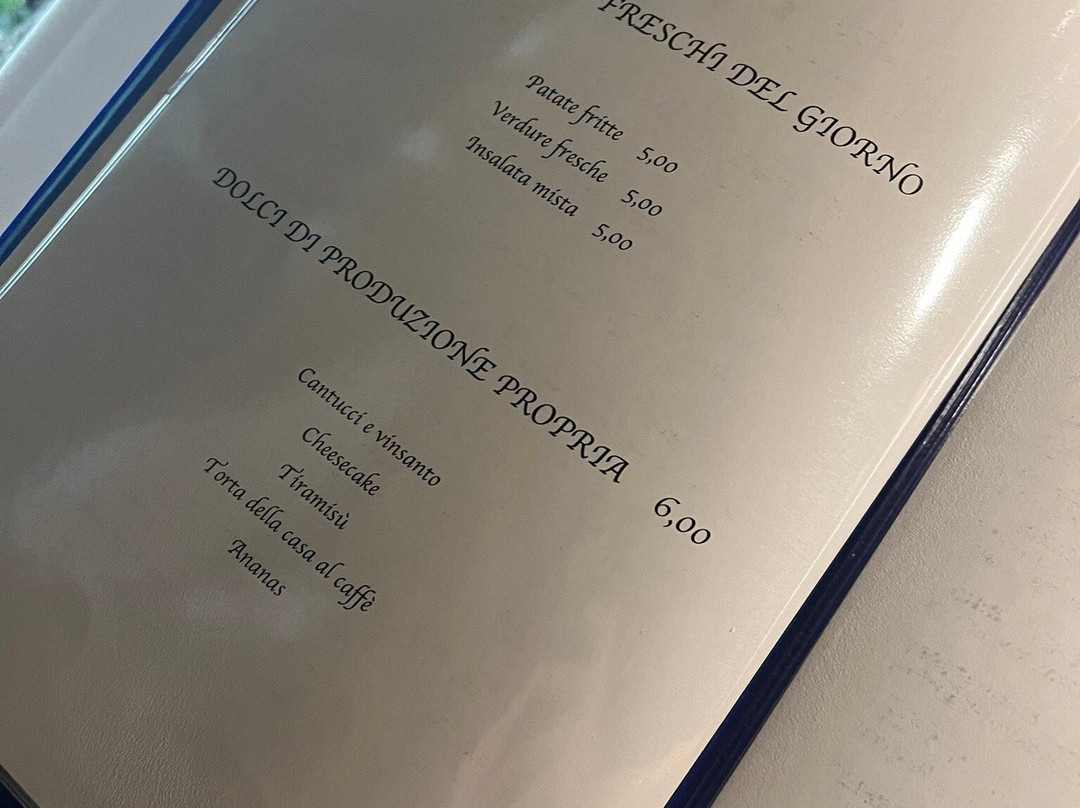 FRESCHI DEL GIORNO
Patate fritte 5,00
Verdure fresche 5,00
Insalata mista 5,00
DOLCI DI PRODUZIONE PROPRIA 6,00
Cantucci e vinsanto
Cheesecake
Tiramisù
Torta della casa al caffè
Ananas